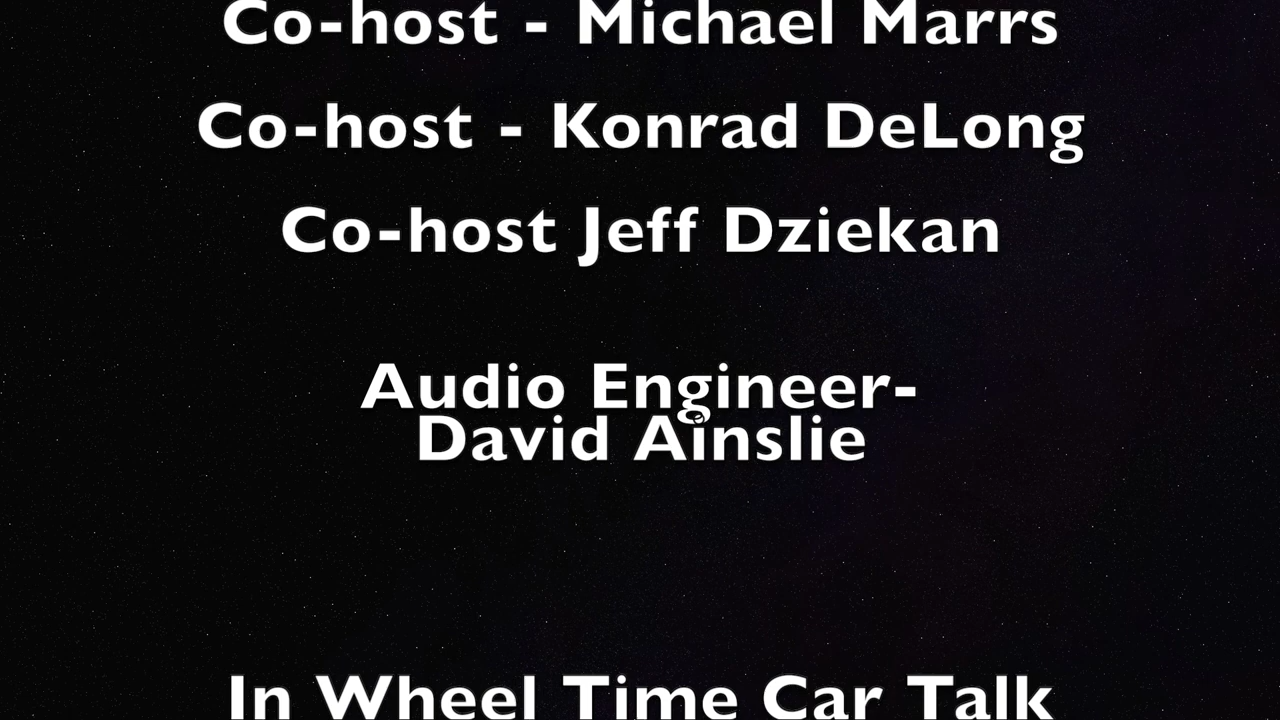 Co-host - Michael Marrs
Co-host - Konrad DeLong
Co-host Jeff Dziekan
Audio Engineer-
David Ainslie
In Wheel Time Car Talk